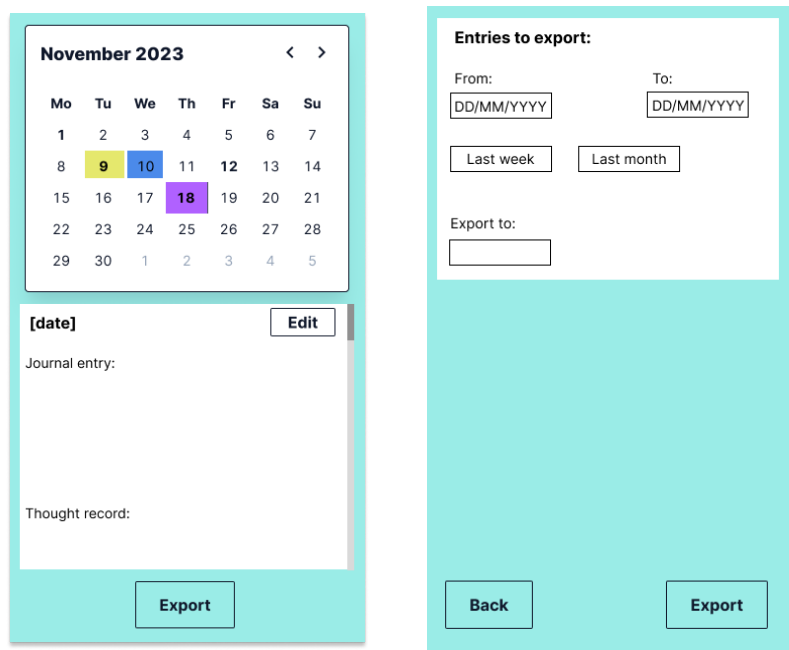 November 2023
Mo Tu We Th Fr Sa Su
1 2 3 4 5 6 7
8 9 10 11 12 13 14
15 16 17 18 19 20 21
22 23 24 25 26 27 28
29 30 1 2 3 4 5
[date] Edit
Journal entry:
Thought record:
Export
Entries to export:
From: To:
DD/MM/YYYY DD/MM/YYYY
Last week Last month
Export to:
Back Export